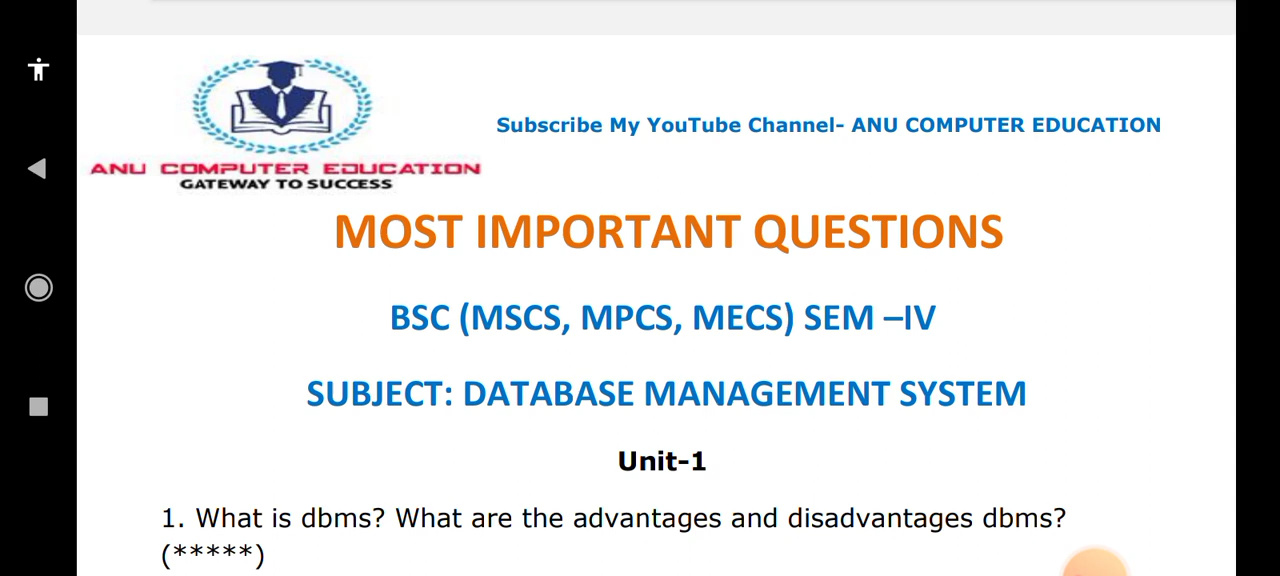 Subscribe My YouTube Channel- ANU COMPUTER EDUCATION
ANU COMPUTER EDUCATION
GATEWAY TO SUCCESS
MOST IMPORTANT QUESTIONS
BSC (MSCS, MPCS, MECS) SEM –IV
SUBJECT: DATABASE MANAGEMENT SYSTEM
Unit-1
1. What is dbms? What are the advantages and disadvantages dbms?
(*****)